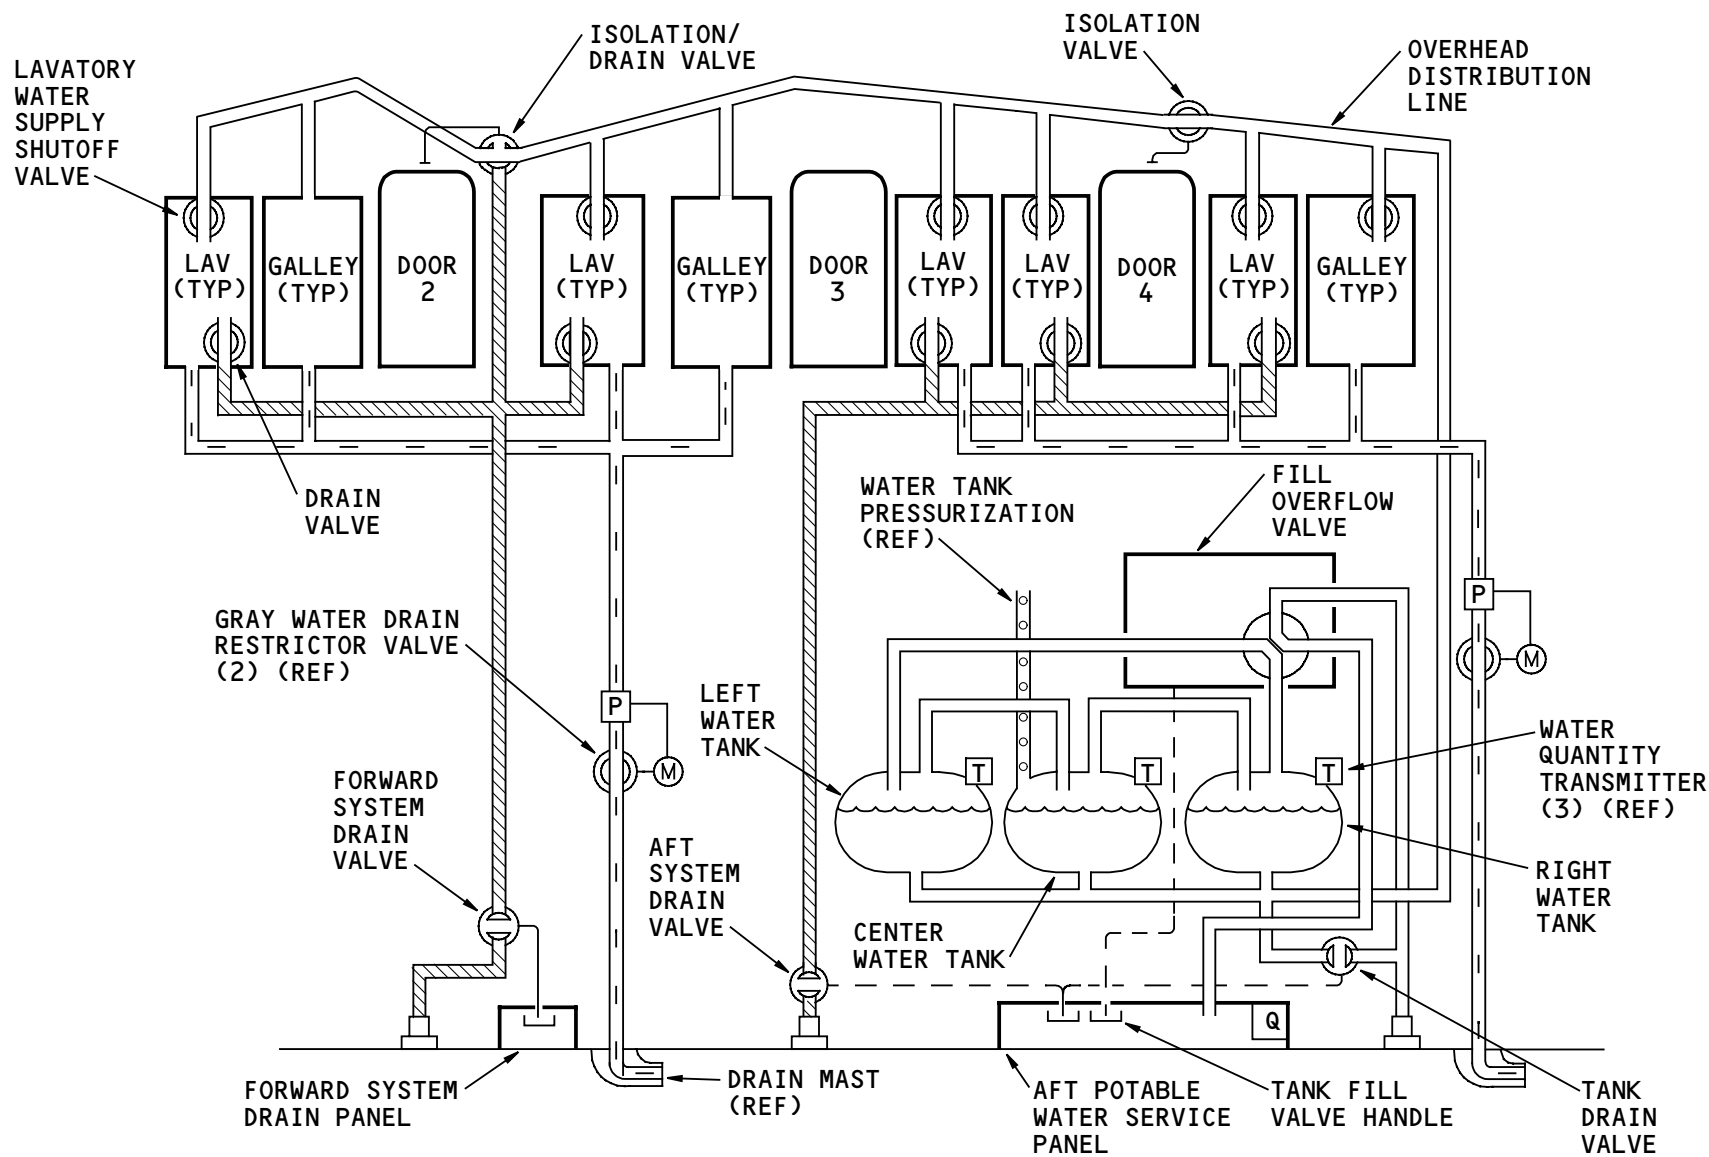 ISOLATION/
DRAIN VALVE
ISOLATION
VALVE
OVERHEAD
DISTRIBUTION
LINE
LAVATORY
WATER
SUPPLY
SHUTOFF
VALVE
LAV
(TYP)
GALLEY
(TYP)
DOOR
2
LAV
(TYP)
GALLEY
(TYP)
DOOR
3
LAV
(TYP)
LAV
(TYP)
DOOR
4
LAV
(TYP)
GALLEY
(TYP)
DRAIN
VALVE
WATER TANK
PRESSURIZATION
(REF)
FILL
OVERFLOW
VALVE
GRAY WATER DRAIN
RESTRICTOR VALVE
(2) (REF)
P
M
P
M
LEFT
WATER
TANK
T
T
T
WATER
QUANTITY
TRANSMITTER
(3) (REF)
FORWARD
SYSTEM
DRAIN
VALVE
AFT
SYSTEM
DRAIN
VALVE
CENTER
WATER TANK
RIGHT
WATER
TANK
Q
FORWARD SYSTEM
DRAIN PANEL
DRAIN MAST
(REF)
AFT POTABLE
WATER SERVICE
PANEL
TANK FILL
VALVE HANDLE
TANK
DRAIN
VALVE